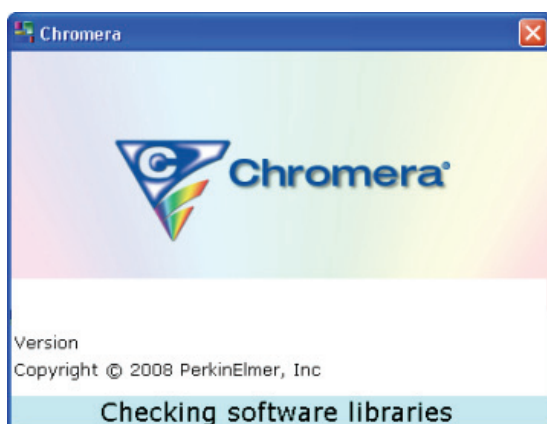 Chromera
Chromera®
Version
Copyright © 2008 PerkinElmer, Inc
Checking software libraries